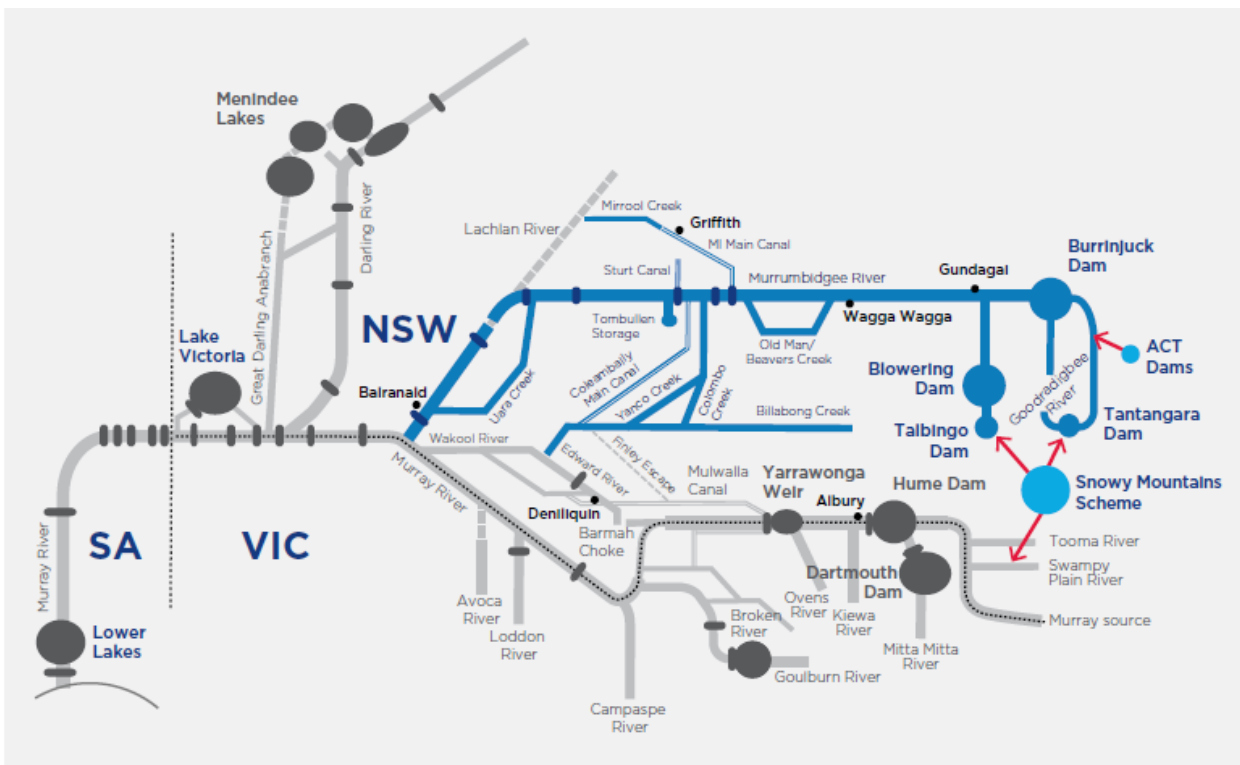 Menindee
Lakes
Mirrool Creek
Lachlan River
Griffith
MI Main Canal
Burrinjuck
Dam
Darling River
Sturt Canal
Murrumbidgee River
Gundagai
Great Darling Anabranch
NSW
Tombullen
Storage
Wagga Wagga
Lake
Victoria
Old Man/
Beavers Creek
ACT
Dams
Coleambally
Main Canal
Yanco Creek
Colombo
Creek
Blowering
Dam
Goodradigbee
River
Balranald
Uara Creek
Billabong Creek
Tantangara
Dam
Talbingo
Dam
Wakool River
Edward River
Finley Escape
Murray River
Mulwalla
Canal
Yarrawonga
Weir
Albury
Hume Dam
Snowy Mountains
Scheme
Deniliquin
Barmah
Choke
SA
VIC
Tooma River
Swampy
Plain River
Dartmouth
Dam
Murray River
Avoca
River
Loddon
River
Broken
River
Ovens
River
Kiewa
River
Murray source
Lower
Lakes
Mitta Mitta
River
Goulburn River
Campaspe
River